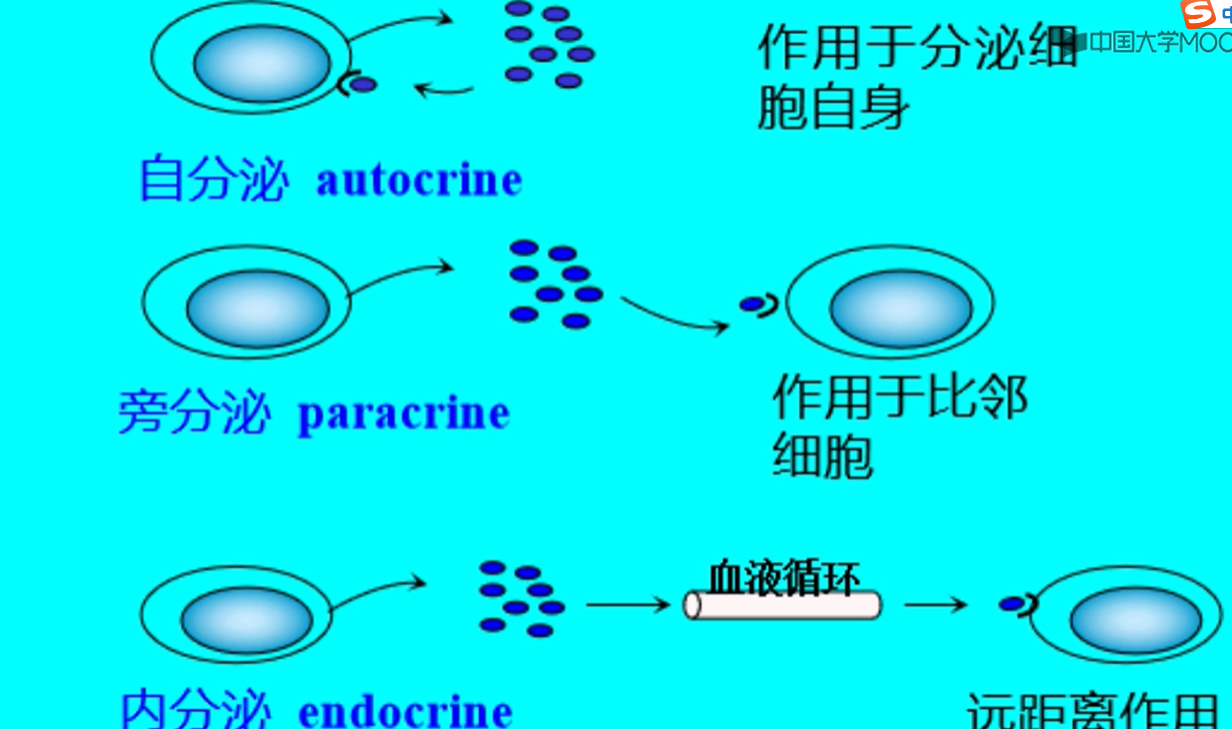 作用于分泌细
胞自身
中国大学MOO
自分泌 autocrine
旁分泌 paracrine
作用于比邻
细胞
血液循环
内分泌 endocrine
远距离作用